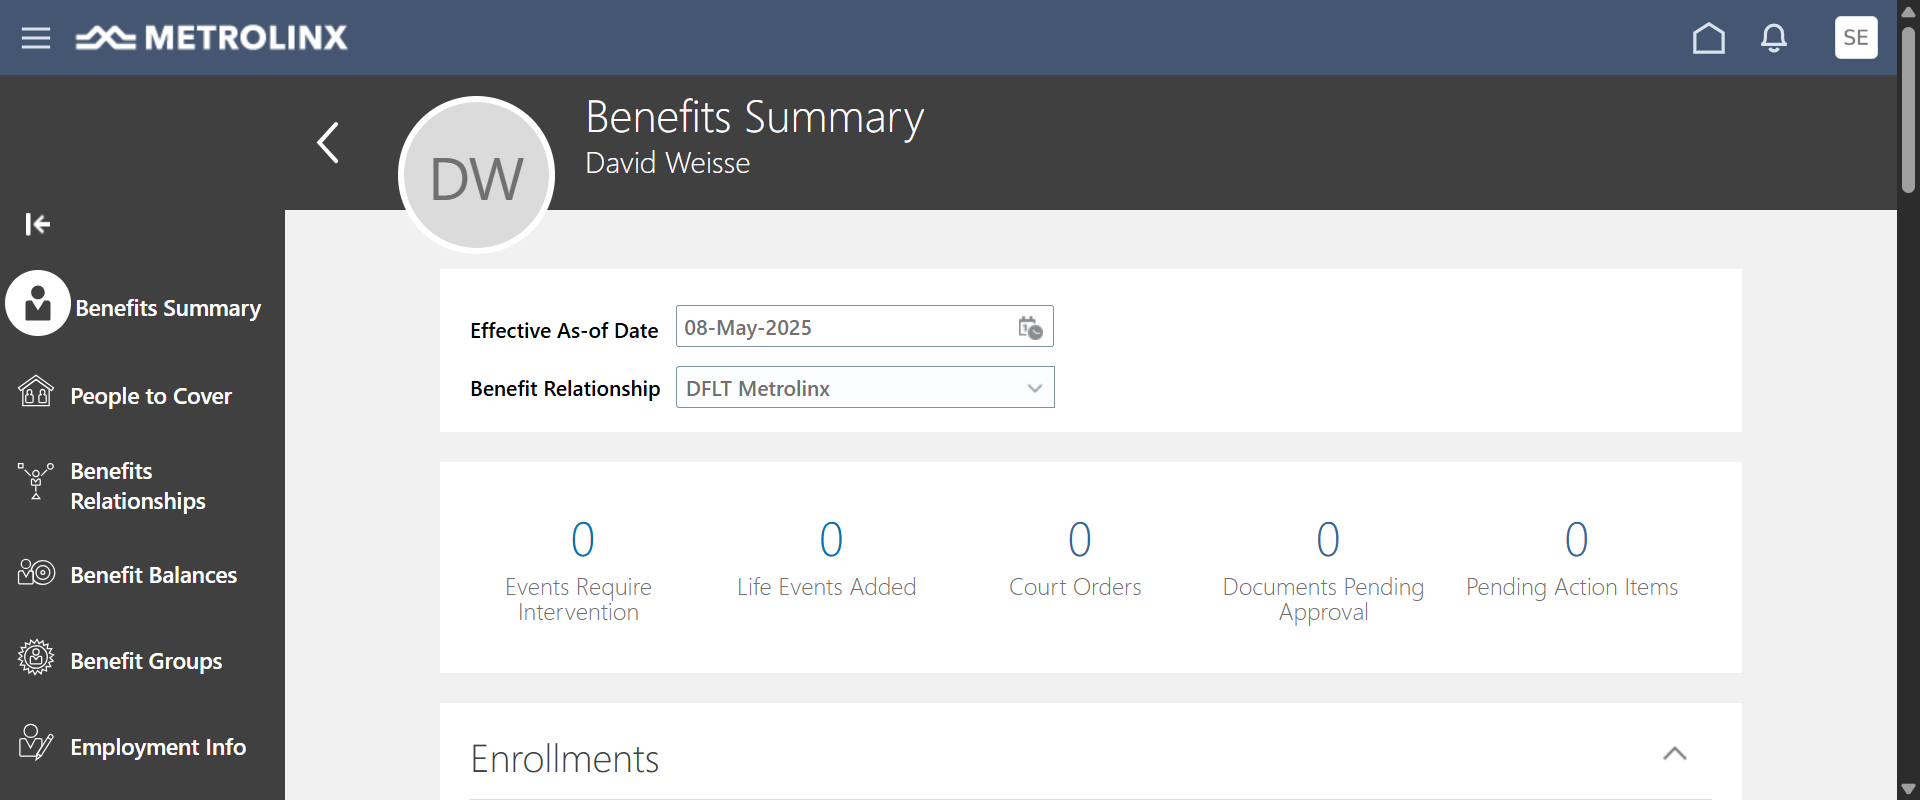 METROLINX
SE
DW
Benefits Summary
David Weisse
Benefits Summary
People to Cover
Benefits
Relationships
Benefit Balances
Benefit Groups
Employment Info
Effective As-of Date
08-May-2025
Benefit Relationship
DFLT Metrolinx
0
Events Require
Intervention
0
Life Events Added
0
Court Orders
0
Documents Pending
Approval
0
Pending Action Items
Enrollments